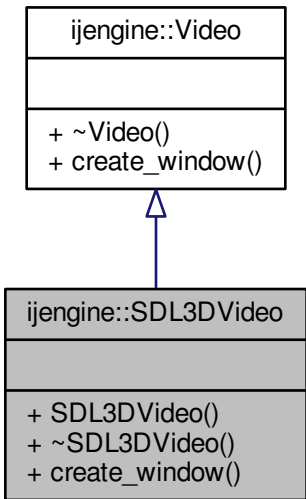 ijengine::Video
+ ~Video()
+ create_window()
ijengine::SDL3DVideo
+ SDL3DVideo()
+ ~SDL3DVideo()
+ create_window()